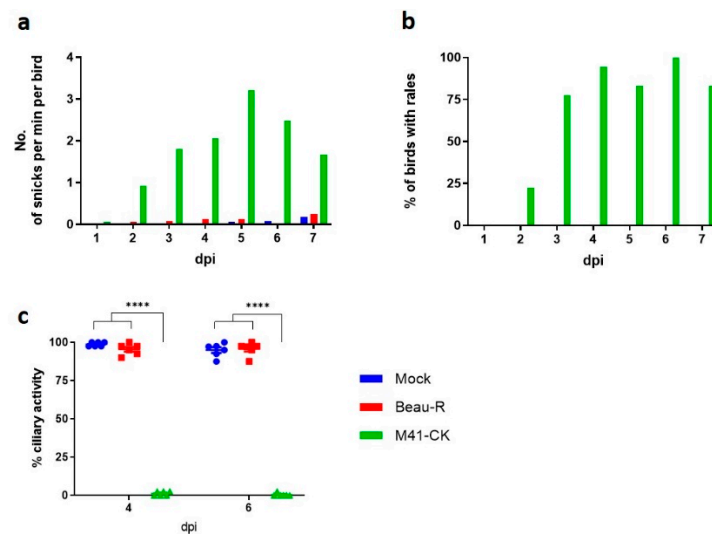 a
No.
of snicks per min per bird
4
3
2
1
0
1 2 3 4 5 6 7
dpi
b
% of birds with rales
100
75
50
25
0
1 2 3 4 5 6 7
dpi
c
% ciliary activity
100
75
50
25
0
**** ****
4 6
dpi
Mock
Beau-R
M41-CK